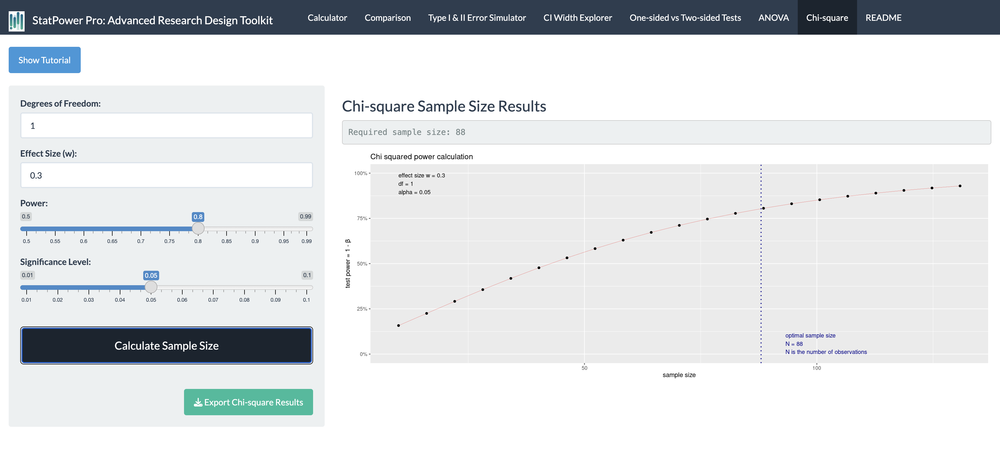 StatPower Pro: Advanced Research Design Toolkit
Calculator
Comparison
Type I & II Error Simulator
CI Width Explorer
One-sided vs Two-sided Tests
ANOVA
Chi-square
README
Show Tutorial
Degrees of Freedom:
1
Effect Size (w):
0.3
Power:
0.5 0.8 0.99
0.5 0.55 0.6 0.65 0.7 0.75 0.8 0.85 0.9 0.95 0.99
Significance Level:
0.01 0.05 0.1
0.01 0.02 0.03 0.04 0.05 0.06 0.07 0.08 0.09 0.1
Calculate Sample Size
Export Chi-square Results
Chi-square Sample Size Results
Required sample size: 88
Chi squared power calculation
effect size w = 0.3
df = 1
alpha = 0.05
100%
75%
50%
25%
0%
test power = 1 - β
optimal sample size
N = 88
N is the number of observations
50 100
sample size